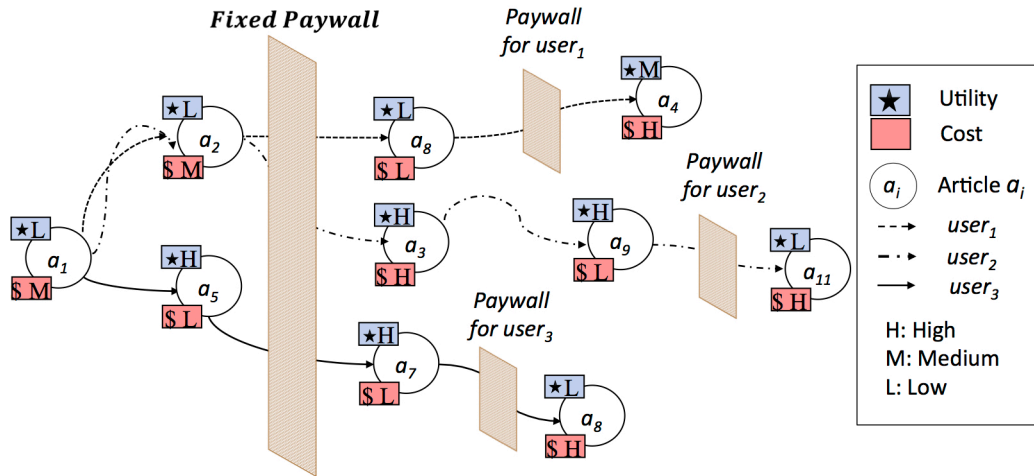 Fixed Paywall
Paywall
for user₁
★M
a₄
$ H
★L
a₂
$ M
★L
a₈
$ L
Paywall
for user₂
★L
a₁
$ M
★H
a₅
$ L
★H
a₃
$ H
★H
a₉
$ L
★L
a₁₁
$ H
Paywall
for user₃
★H
a₇
$ L
★L
a₈
$ H
★ Utility
Cost
aᵢ Article aᵢ
user₁
user₂
user₃
H: High
M: Medium
L: Low